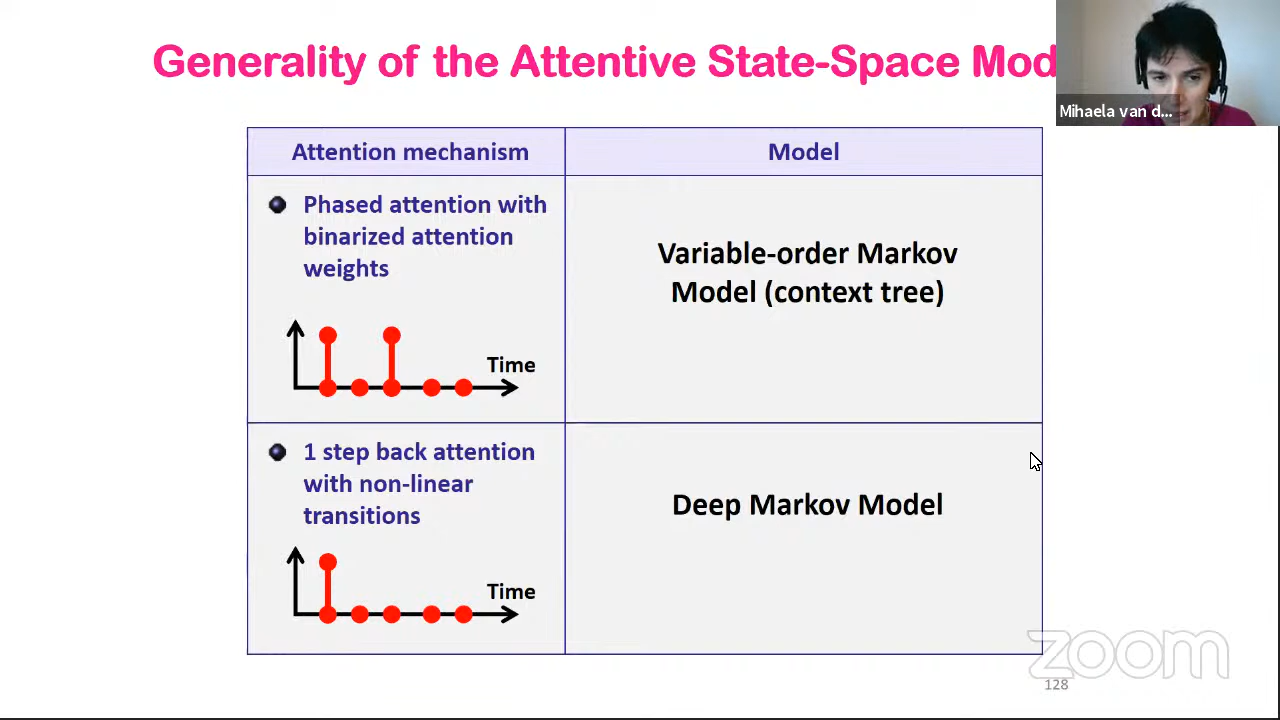 Generality of the Attentive State-Space Mod
Mihaela van d...
Attention mechanism
Model
Phased attention with
binarized attention
weights
Time
Variable-order Markov
Model (context tree)
1 step back attention
with non-linear
transitions
Time
Deep Markov Model
zoom
128